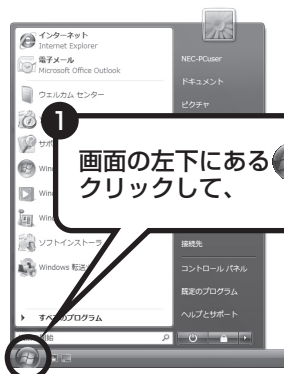 インターネット
Internet Explorer
電子メール
Microsoft Office Outlook
ウェルカム センター
NEC-PCuser
ドキュメント
ピクチャ
1
画面の左下にある
クリックして、
サポ
Wind
Wind
Wind
ソフトインストーラ
Windows 転送
接続先
コントロール パネル
既定のプログラム
ヘルプとサポート
すべてのプログラム
開始